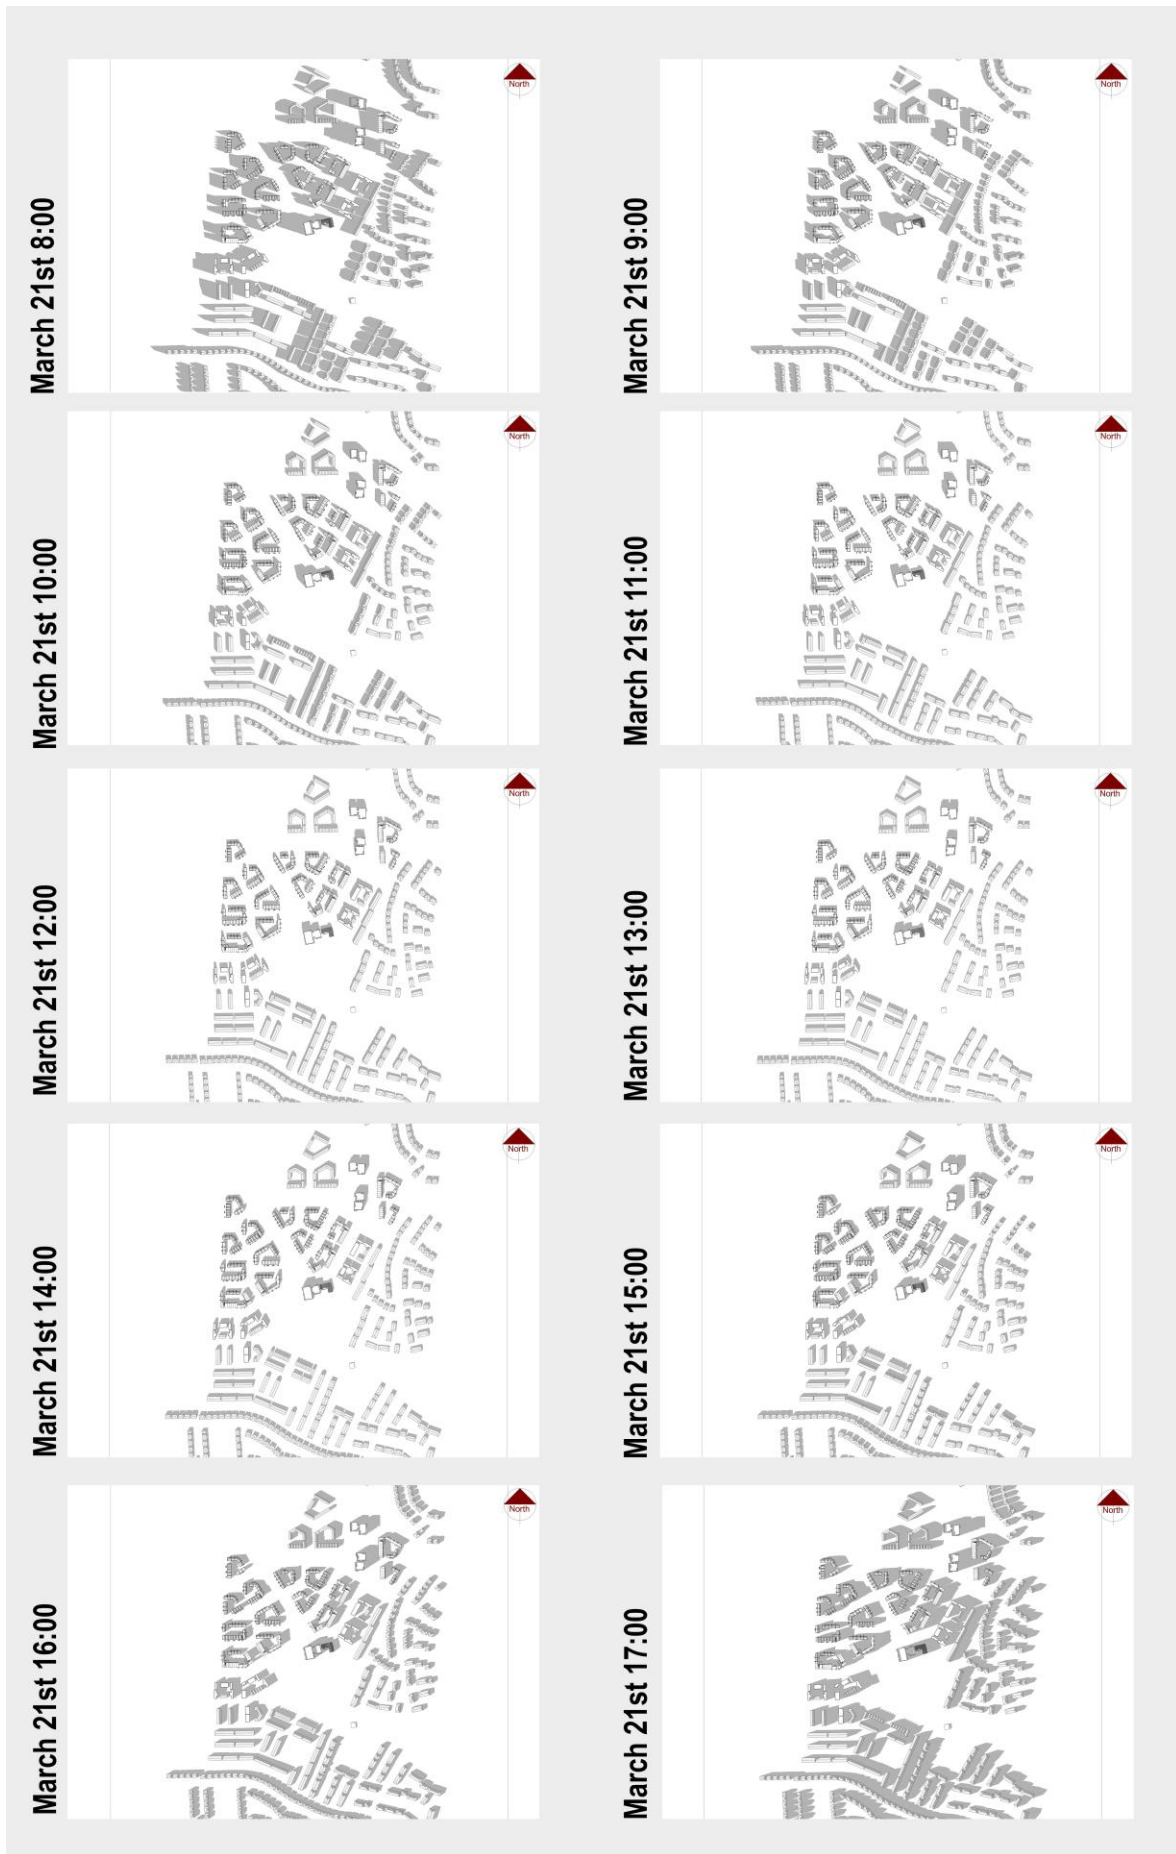 March 21st 8:00
North
March 21st 9:00
North
March 21st 10:00
North
March 21st 11:00
North
March 21st 12:00
North
March 21st 13:00
North
March 21st 14:00
North
March 21st 15:00
North
March 21st 16:00
North
March 21st 17:00
North